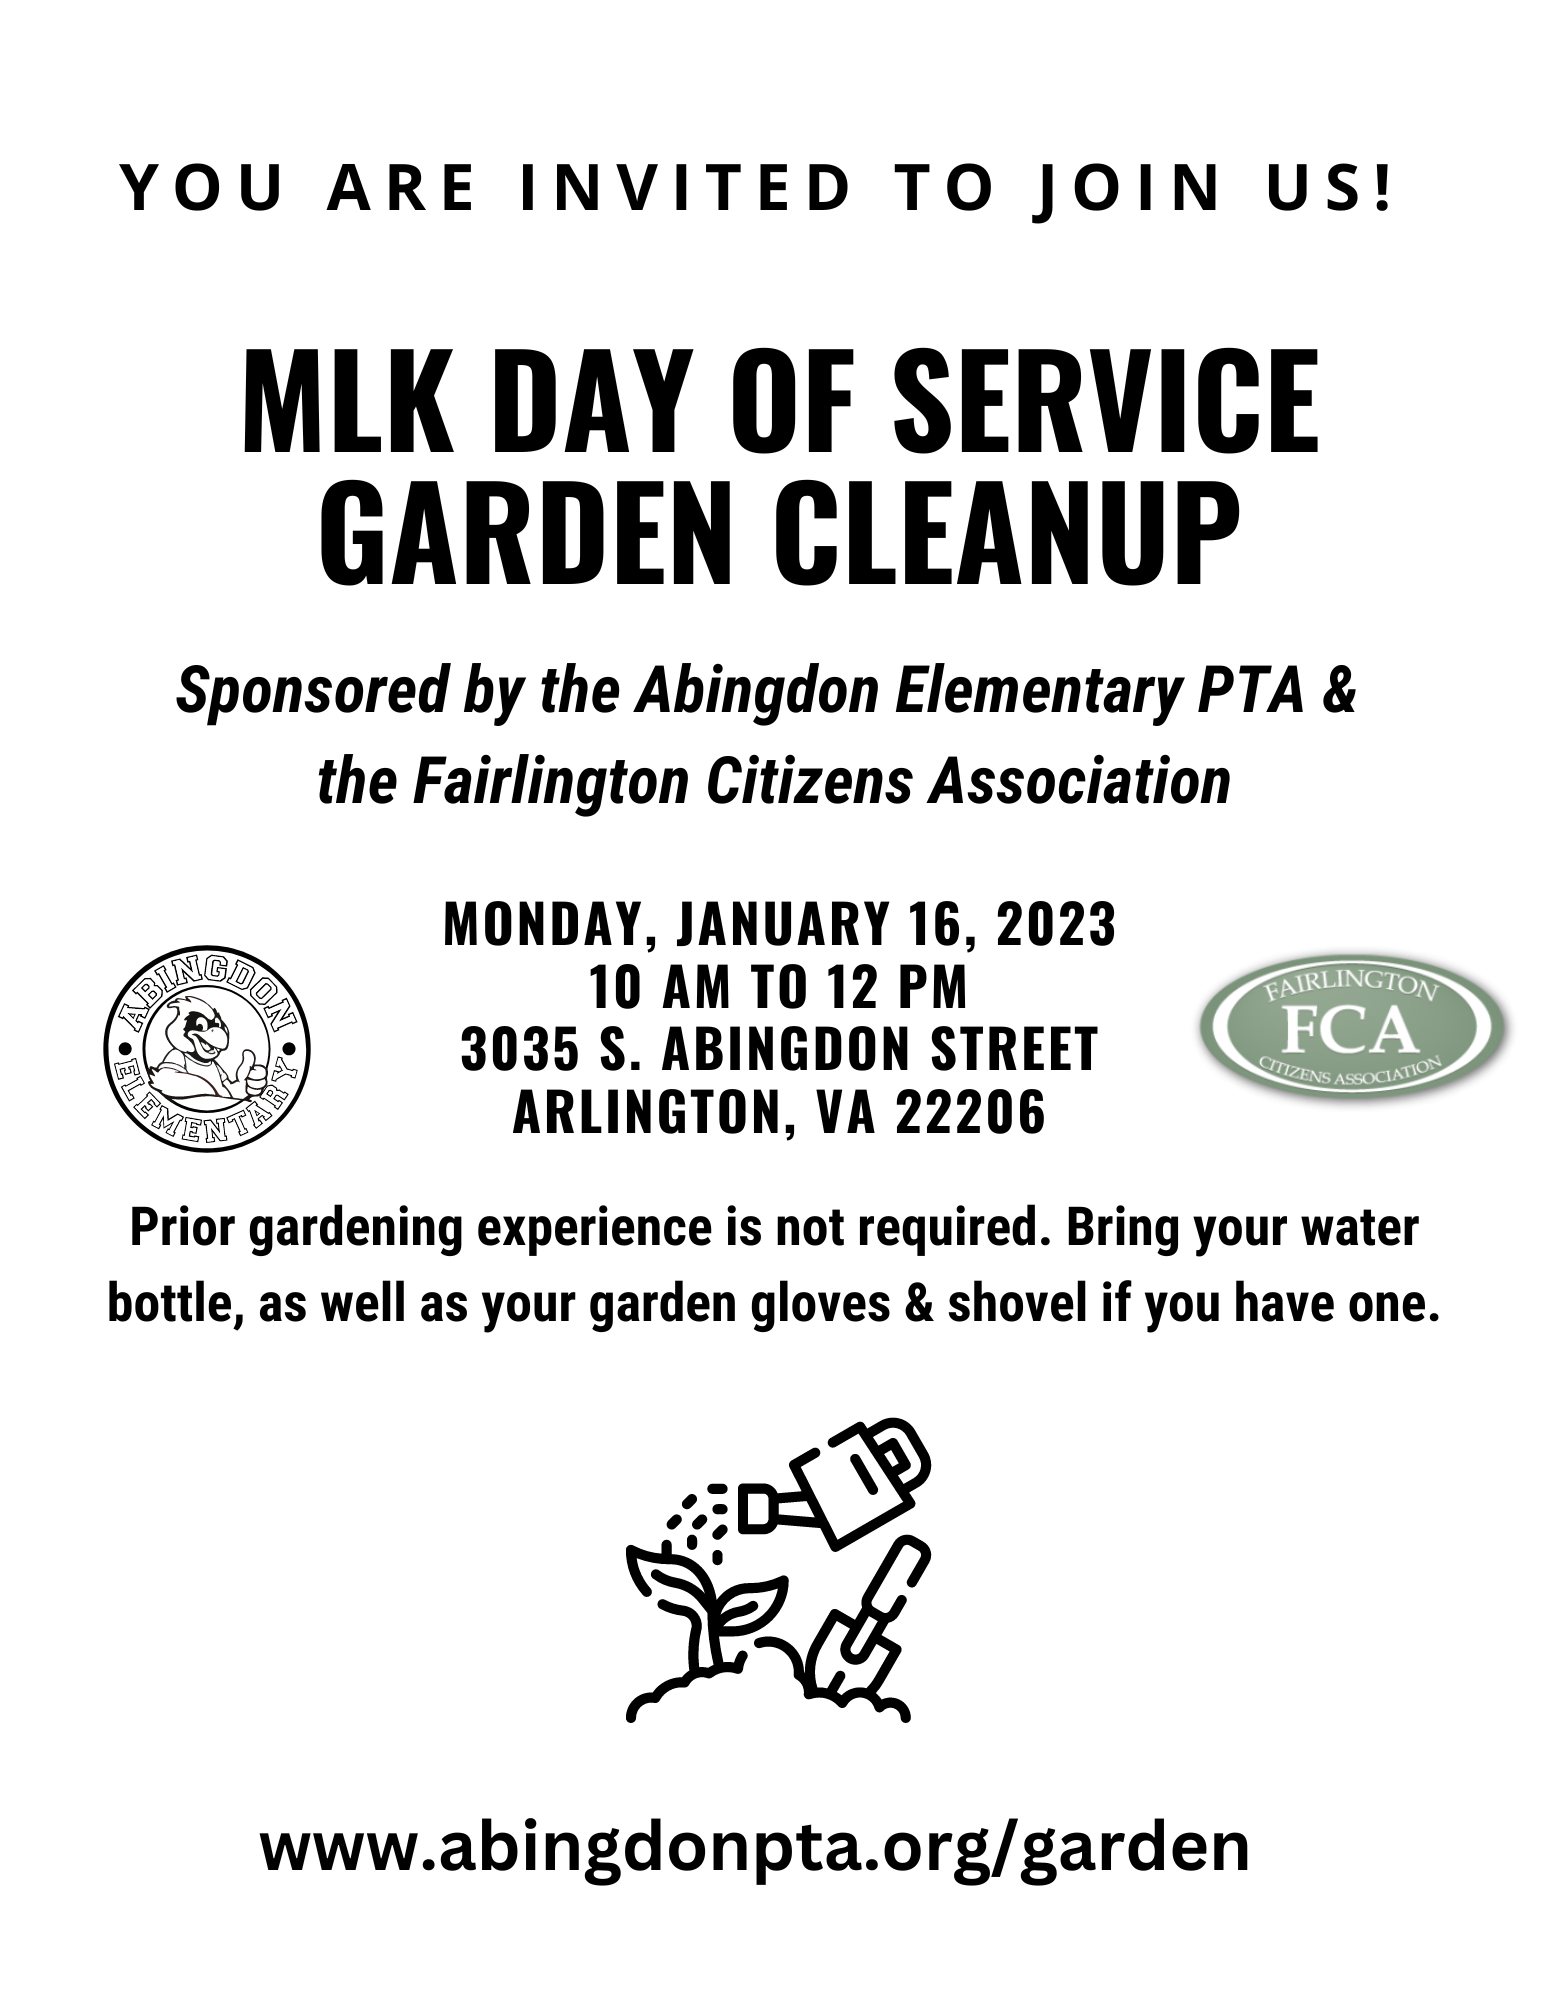 YOU ARE INVITED TO JOIN US!
MLK DAY OF SERVICE
GARDEN CLEANUP
Sponsored by the Abingdon Elementary PTA &
the Fairlington Citizens Association
MONDAY, JANUARY 16, 2023
10 AM TO 12 PM
3035 S. ABINGDON STREET
ARLINGTON, VA 22206
ABINGDON
ELEMENTARY
FAIRLINGTON
FCA
CITIZENS ASSOCIATION
Prior gardening experience is not required. Bring your water
bottle, as well as your garden gloves & shovel if you have one.
www.abingdonpta.org/garden